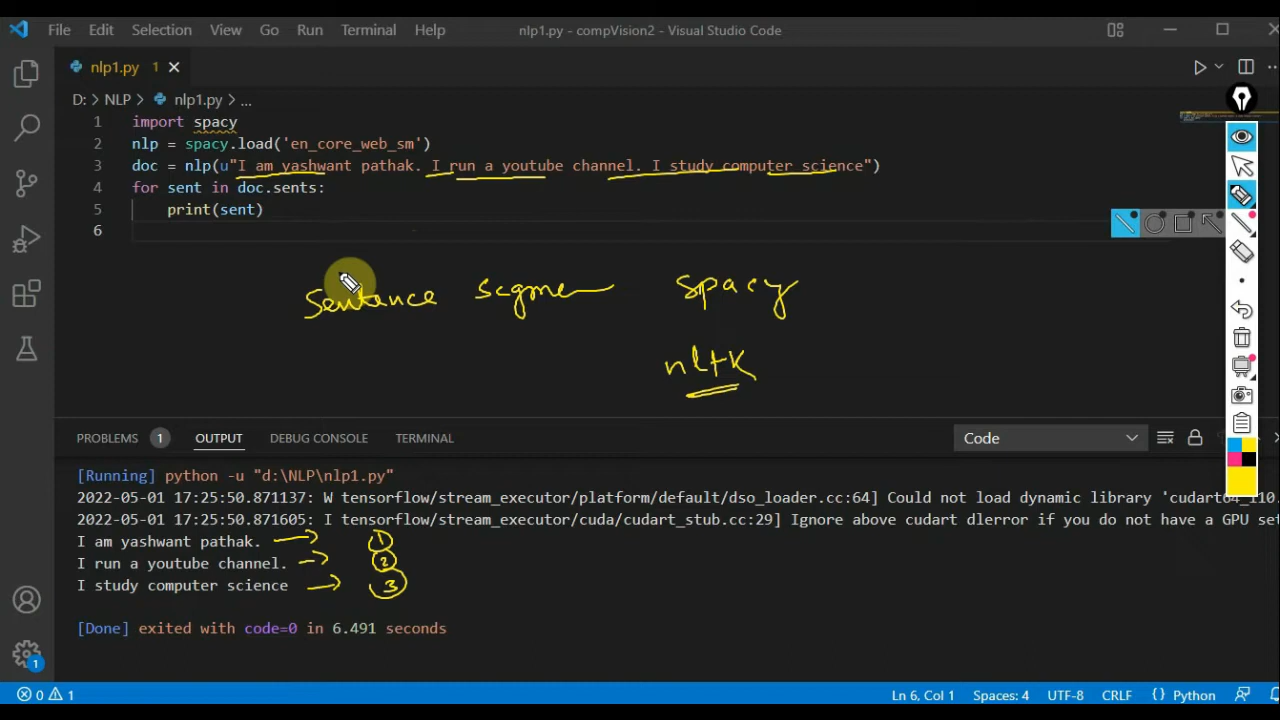 File Edit Selection View Go Run Terminal Help nlp1.py - compVision2 - Visual Studio Code
nlp1.py 1
D: > NLP > nlp1.py > ...
1 import spacy
2 nlp = spacy.load('en_core_web_sm')
3 doc = nlp(u"I am yashwant pathak. I run a youtube channel. I study computer science")
4 for sent in doc.sents:
5 print(sent)
6
Sentence segme spacy
nltk
PROBLEMS 1 OUTPUT DEBUG CONSOLE TERMINAL Code
[Running] python -u "d:\NLP\nlp1.py"
2022-05-01 17:25:50.871137: W tensorflow/stream_executor/platform/default/dso_loader.cc:64] Could not load dynamic library 'cudart64_110.
2022-05-01 17:25:50.871605: I tensorflow/stream_executor/cuda/cudart_stub.cc:29] Ignore above cudart dlerror if you do not have a GPU set
I am yashwant pathak. 1
I run a youtube channel. 2
I study computer science 3
[Done] exited with code=0 in 6.491 seconds
1
0 1 Ln 6, Col 1 Spaces: 4 UTF-8 CRLF Python